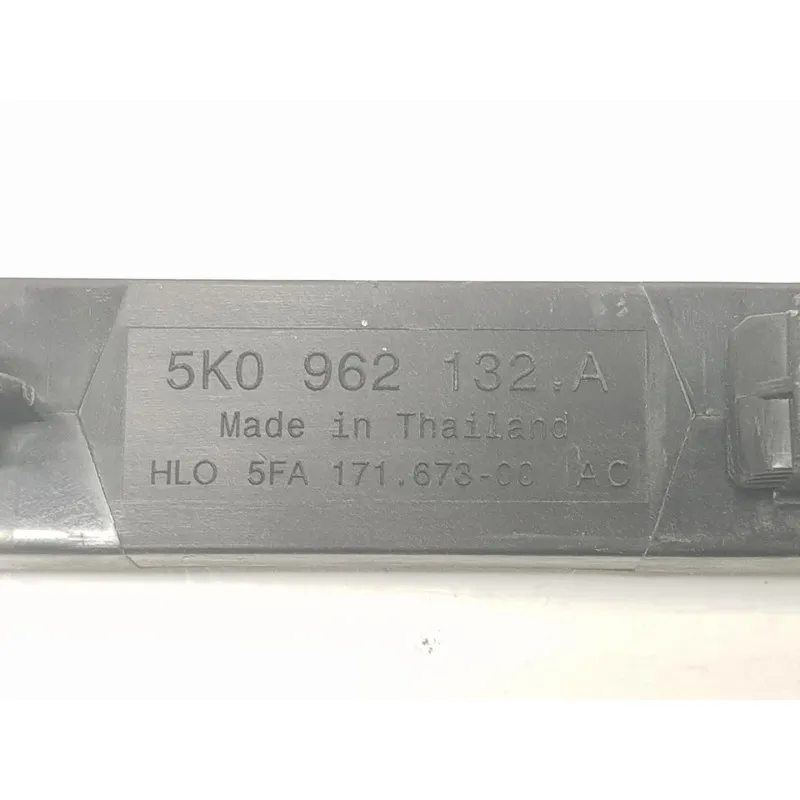 5K0 962 132.A
Made in Thailand
HLO 5FA 171.673-00 AC